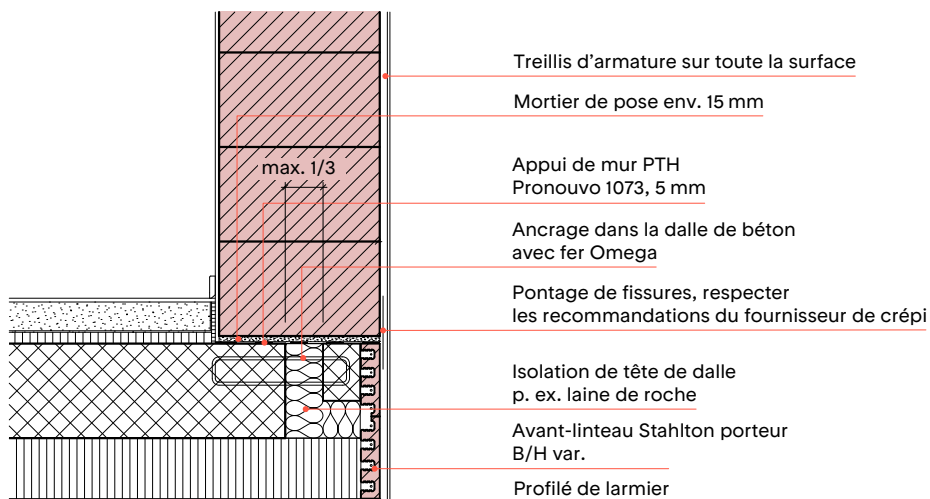 Treillis d'armature sur toute la surface
Mortier de pose env. 15 mm
max. 1/3
Appui de mur PTH
Pronouvo 1073, 5 mm
Ancrage dans la dalle de béton
avec fer Omega
Pontage de fissures, respecter
les recommandations du fournisseur de crépi
Isolation de tête de dalle
p. ex. laine de roche
Avant-linteau Stahlton porteur
B/H var.
Profilé de larmier